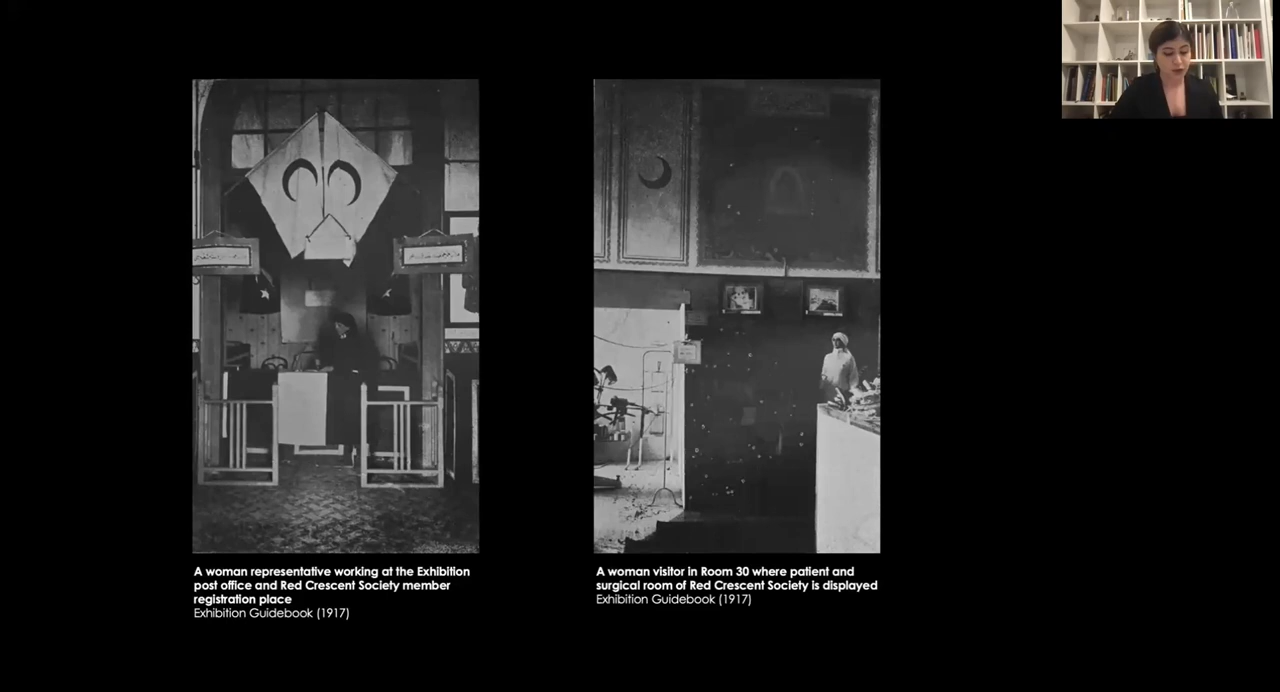 A woman representative working at the Exhibition
post office and Red Crescent Society member
registration place
Exhibition Guidebook (1917)
A woman visitor in Room 30 where patient and
surgical room of Red Crescent Society is displayed
Exhibition Guidebook (1917)